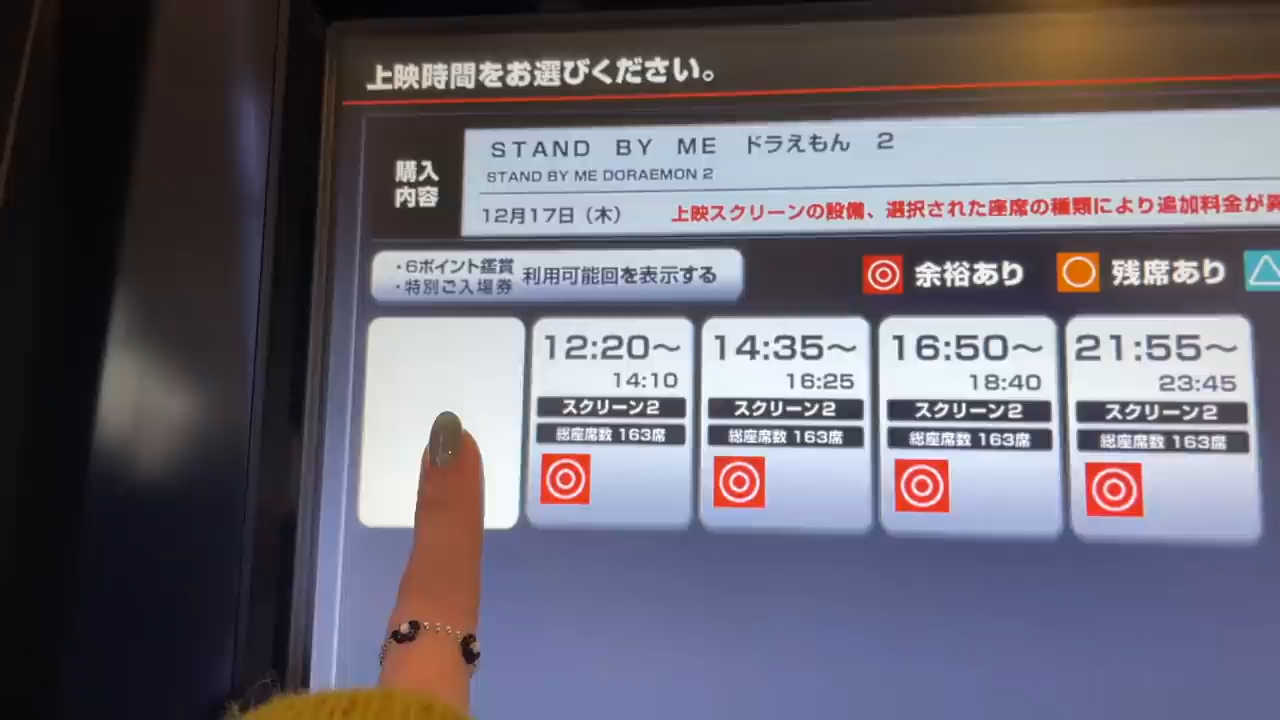 上映時間をお選びください。
購入
内容
STAND BY ME ドラえもん 2
STAND BY ME DORAEMON 2
12月17日（木） 上映スクリーンの設備、選択された座席の種類により追加料金が
・6ポイント鑑賞
・特別ご入場券
利用可能回を表示する
余裕あり 残席あり
12:20～ 14:35～ 16:50～ 21:55～
14:10 16:25 18:40 23:45
スクリーン2 スクリーン2 スクリーン2 スクリーン2
総座席数 163席 総座席数 163席 総座席数 163席 総座席数 163席